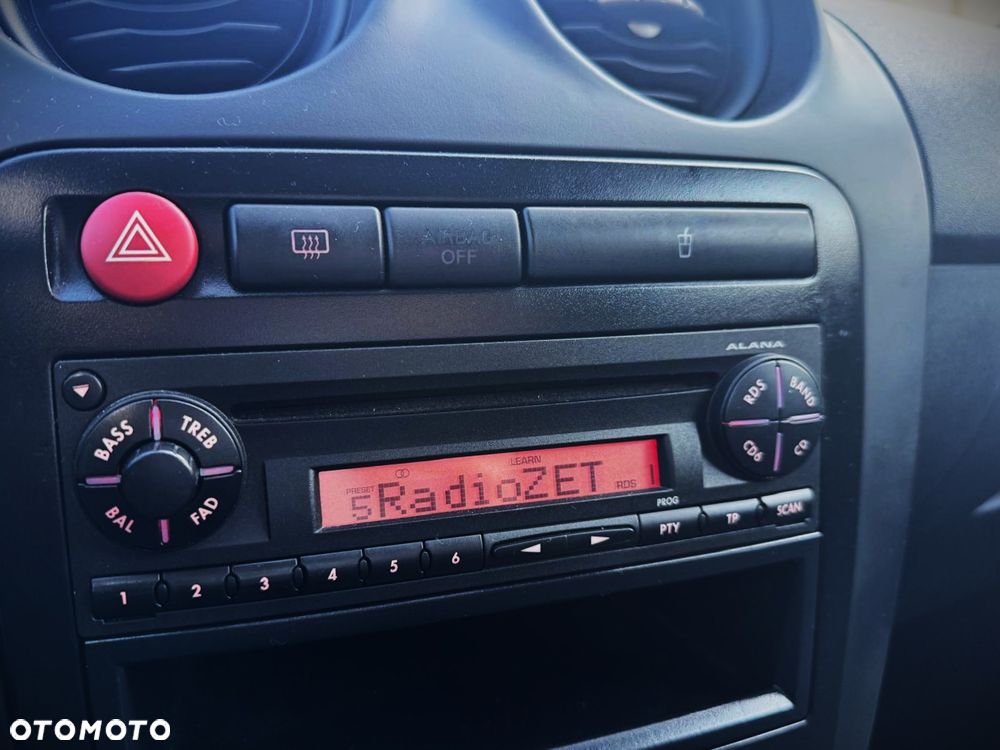 AIRBAG
OFF
ALANA
BASS
TREB
BAL
FAD
RDS
BAND
CD6
CD
LEARN
PRESET
5RadioZET
RDS
PROG
PTY
TP
SCAN
1
2
3
4
5
6
OTOMOTO